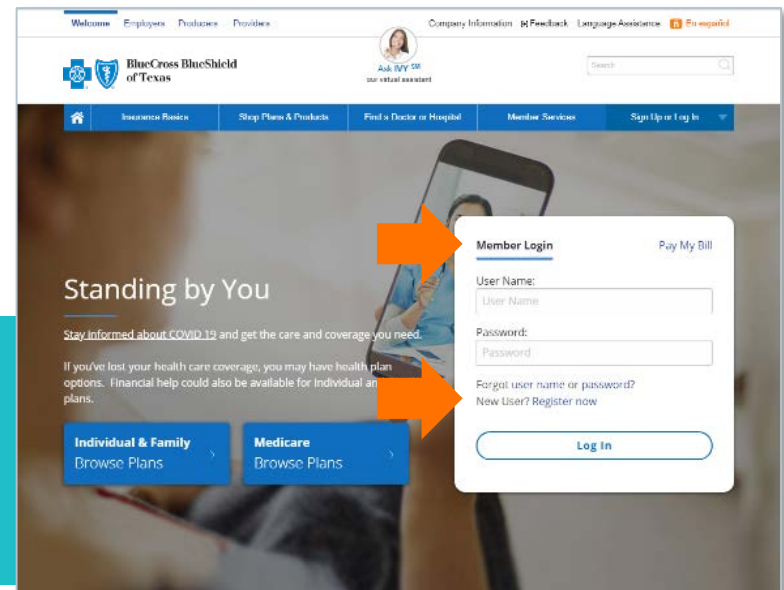 Welcome Employers Producers Providers
Company Information Feedback Language Assistance En español
BlueCross BlueShield
of Texas
Ask IVY SM
our virtual assistant
Search
Insurance Basics Shop Plans & Products Find a Doctor or Hospital Member Services Sign Up or Log In
Member Login Pay My Bill
Standing by You
User Name:
User Name
Stay informed about COVID 19 and get the care and coverage you need.
Password:
Password
If you've lost your health care coverage, you may have health plan
options. Financial help could also be available for Individual
plans.
Forgot user name or password?
New User? Register now
Individual & Family
Browse Plans
Medicare
Browse Plans
Log In